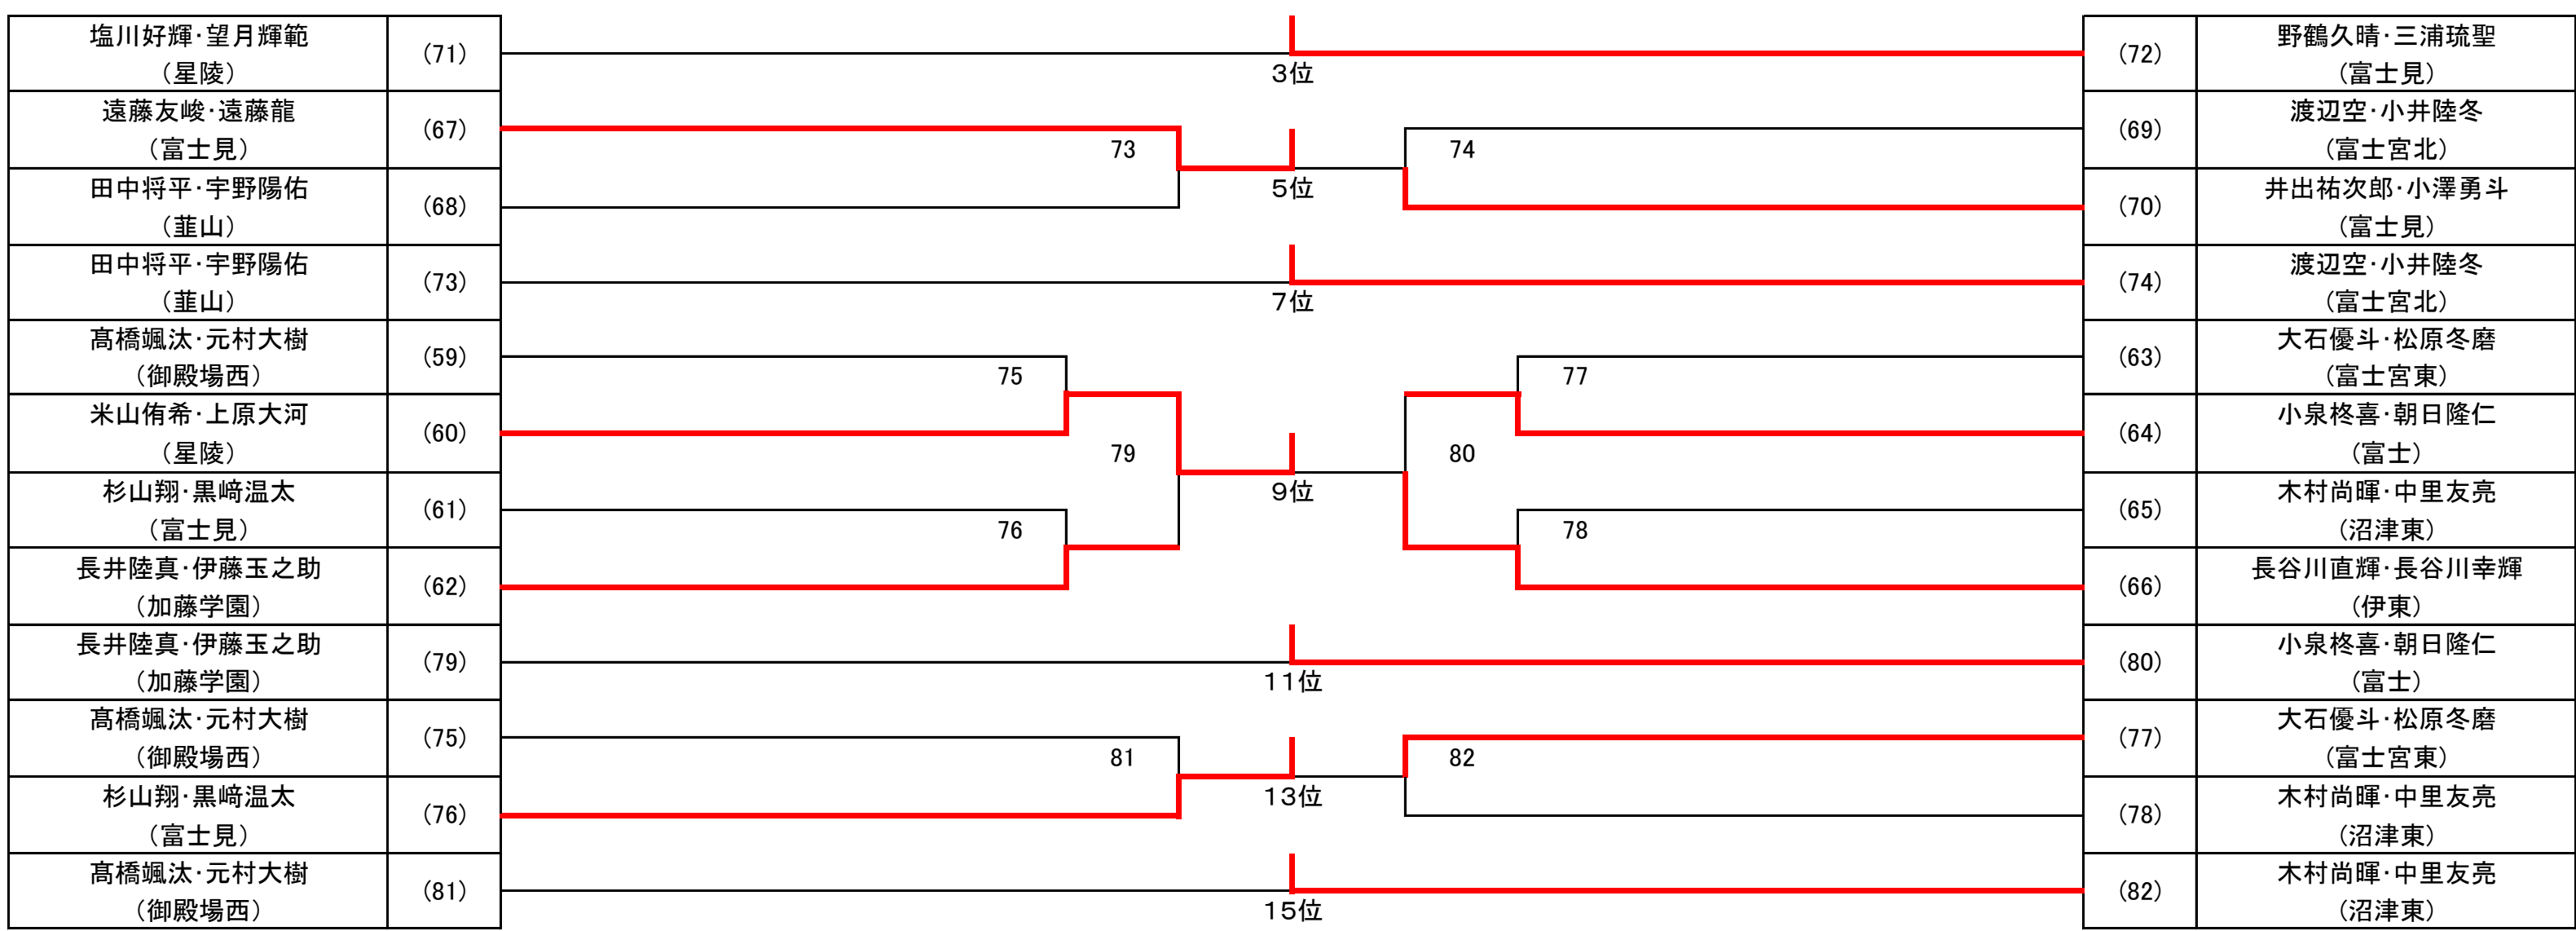 塩川好輝・望月輝範
（星陵）
（71）
3位
（72）
野鶴久晴・三浦琉聖
（富士見）
遠藤友峻・遠藤龍
（富士見）
（67）
73
74
（69）
渡辺空・小井陸冬
（富士宮北）
田中将平・宇野陽佑
（韮山）
（68）
5位
（70）
井出祐次郎・小澤勇斗
（富士見）
田中将平・宇野陽佑
（韮山）
（73）
7位
（74）
渡辺空・小井陸冬
（富士宮北）
髙橋颯汰・元村大樹
（御殿場西）
（59）
75
77
（63）
大石優斗・松原冬磨
（富士宮東）
米山侑希・上原大河
（星陵）
（60）
79
80
（64）
小泉柊喜・朝日隆仁
（富士）
杉山翔・黒﨑温太
（富士見）
（61）
76
9位
78
（65）
木村尚暉・中里友亮
（沼津東）
長井陸真・伊藤玉之助
（加藤学園）
（62）
（66）
長谷川直輝・長谷川幸輝
（伊東）
長井陸真・伊藤玉之助
（加藤学園）
（79）
11位
（80）
小泉柊喜・朝日隆仁
（富士）
髙橋颯汰・元村大樹
（御殿場西）
（75）
81
82
（77）
大石優斗・松原冬磨
（富士宮東）
杉山翔・黒﨑温太
（富士見）
（76）
13位
（78）
木村尚暉・中里友亮
（沼津東）
髙橋颯汰・元村大樹
（御殿場西）
（81）
15位
（82）
木村尚暉・中里友亮
（沼津東）